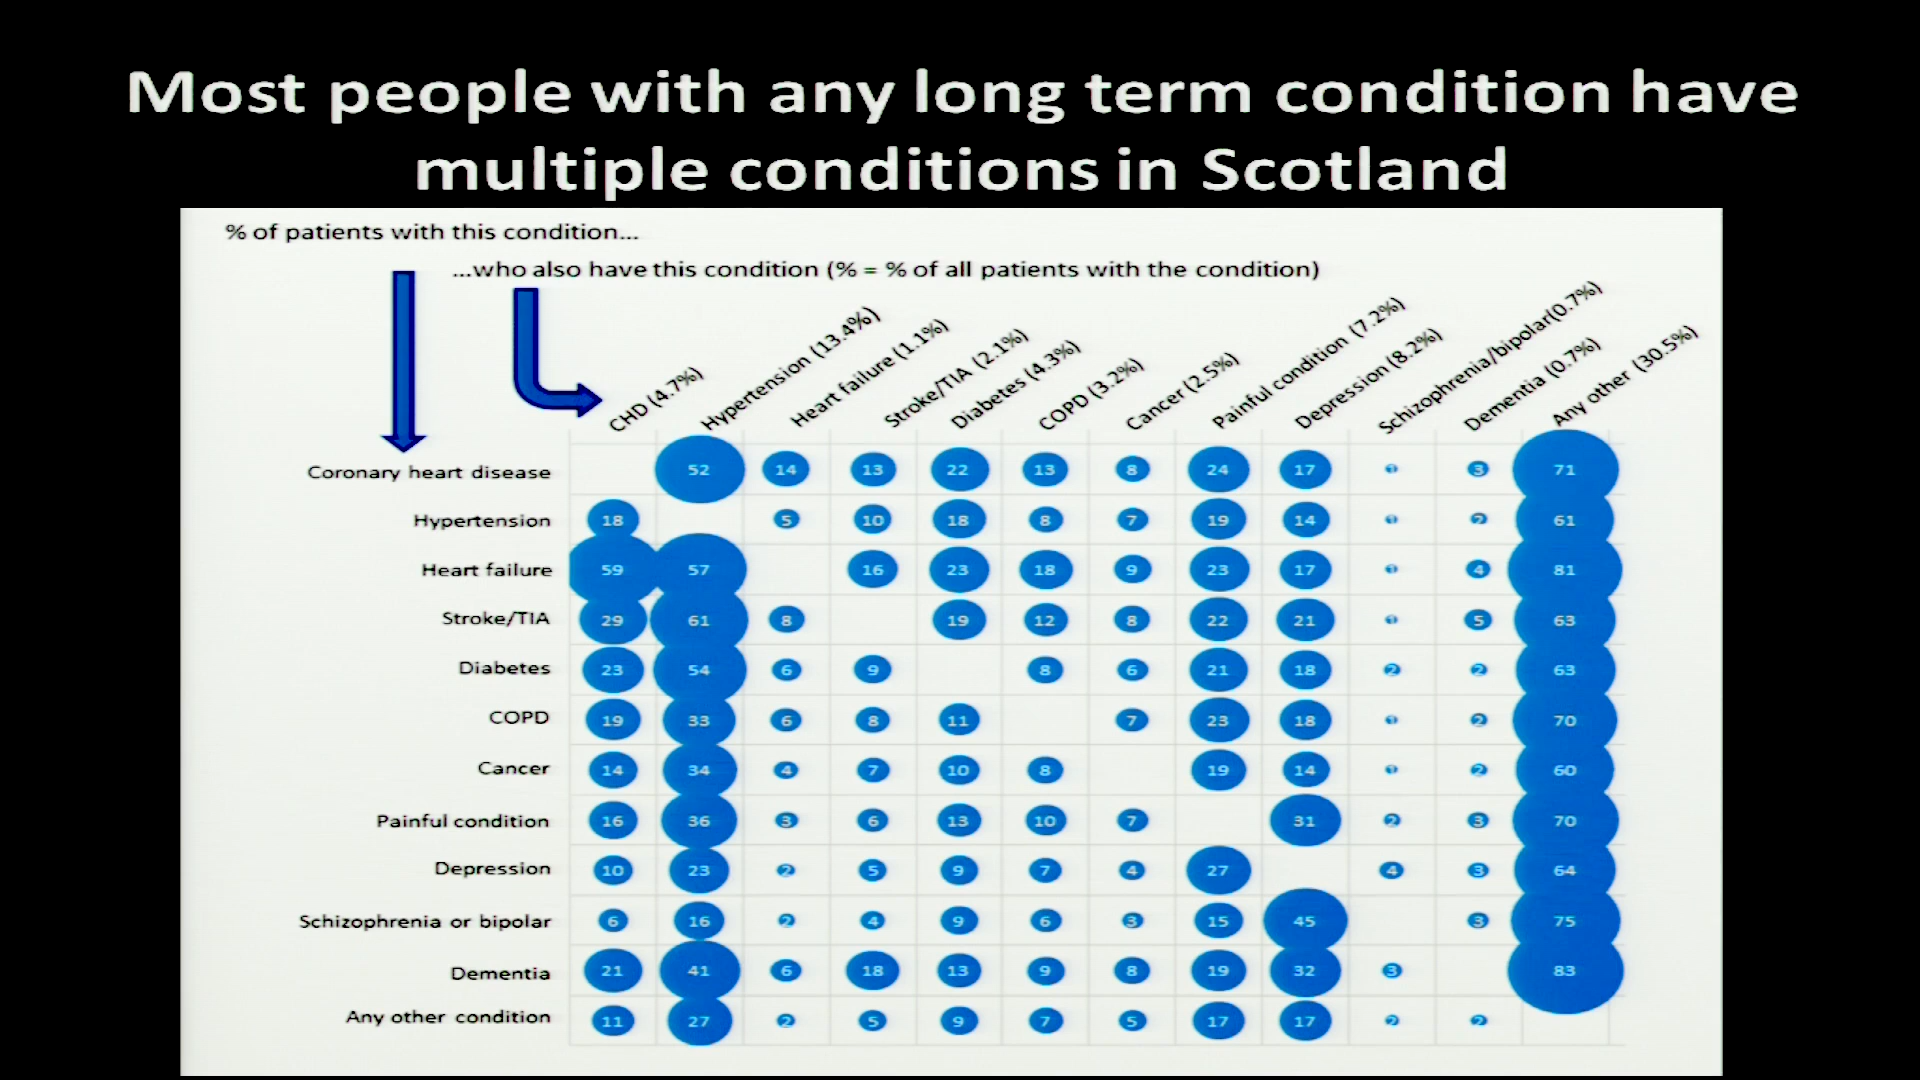 Most people with any long term condition have
multiple conditions in Scotland
% of patients with this condition...
...who also have this condition (% = % of all patients with the condition)
CHD (4.7%)
Hypertension (13.4%)
Heart failure (1.1%)
Stroke/TIA (2.1%)
Diabetes (4.3%)
COPD (3.2%)
Cancer (2.5%)
Painful condition (7.2%)
Depression (8.2%)
Schizophrenia/bipolar(0.7%)
Dementia (0.7%)
Any other (30.5%)
Coronary heart disease 52 14 13 22 13 8 24 17 1 3 71
Hypertension 18 5 10 18 8 7 19 14 1 2 61
Heart failure 59 57 16 23 18 9 23 17 1 4 81
Stroke/TIA 29 61 8 19 12 8 22 21 1 5 63
Diabetes 23 54 6 9 8 6 21 18 2 2 63
COPD 19 33 6 8 11 7 23 18 1 2 70
Cancer 14 34 4 7 10 8 19 14 1 2 60
Painful condition 16 36 3 6 13 10 7 31 2 3 70
Depression 10 23 2 5 9 7 4 27 4 3 64
Schizophrenia or bipolar 6 16 2 4 9 6 3 15 45 3 75
Dementia 21 41 6 18 13 9 8 19 32 3 83
Any other condition 11 27 2 5 9 7 5 17 17 2 2